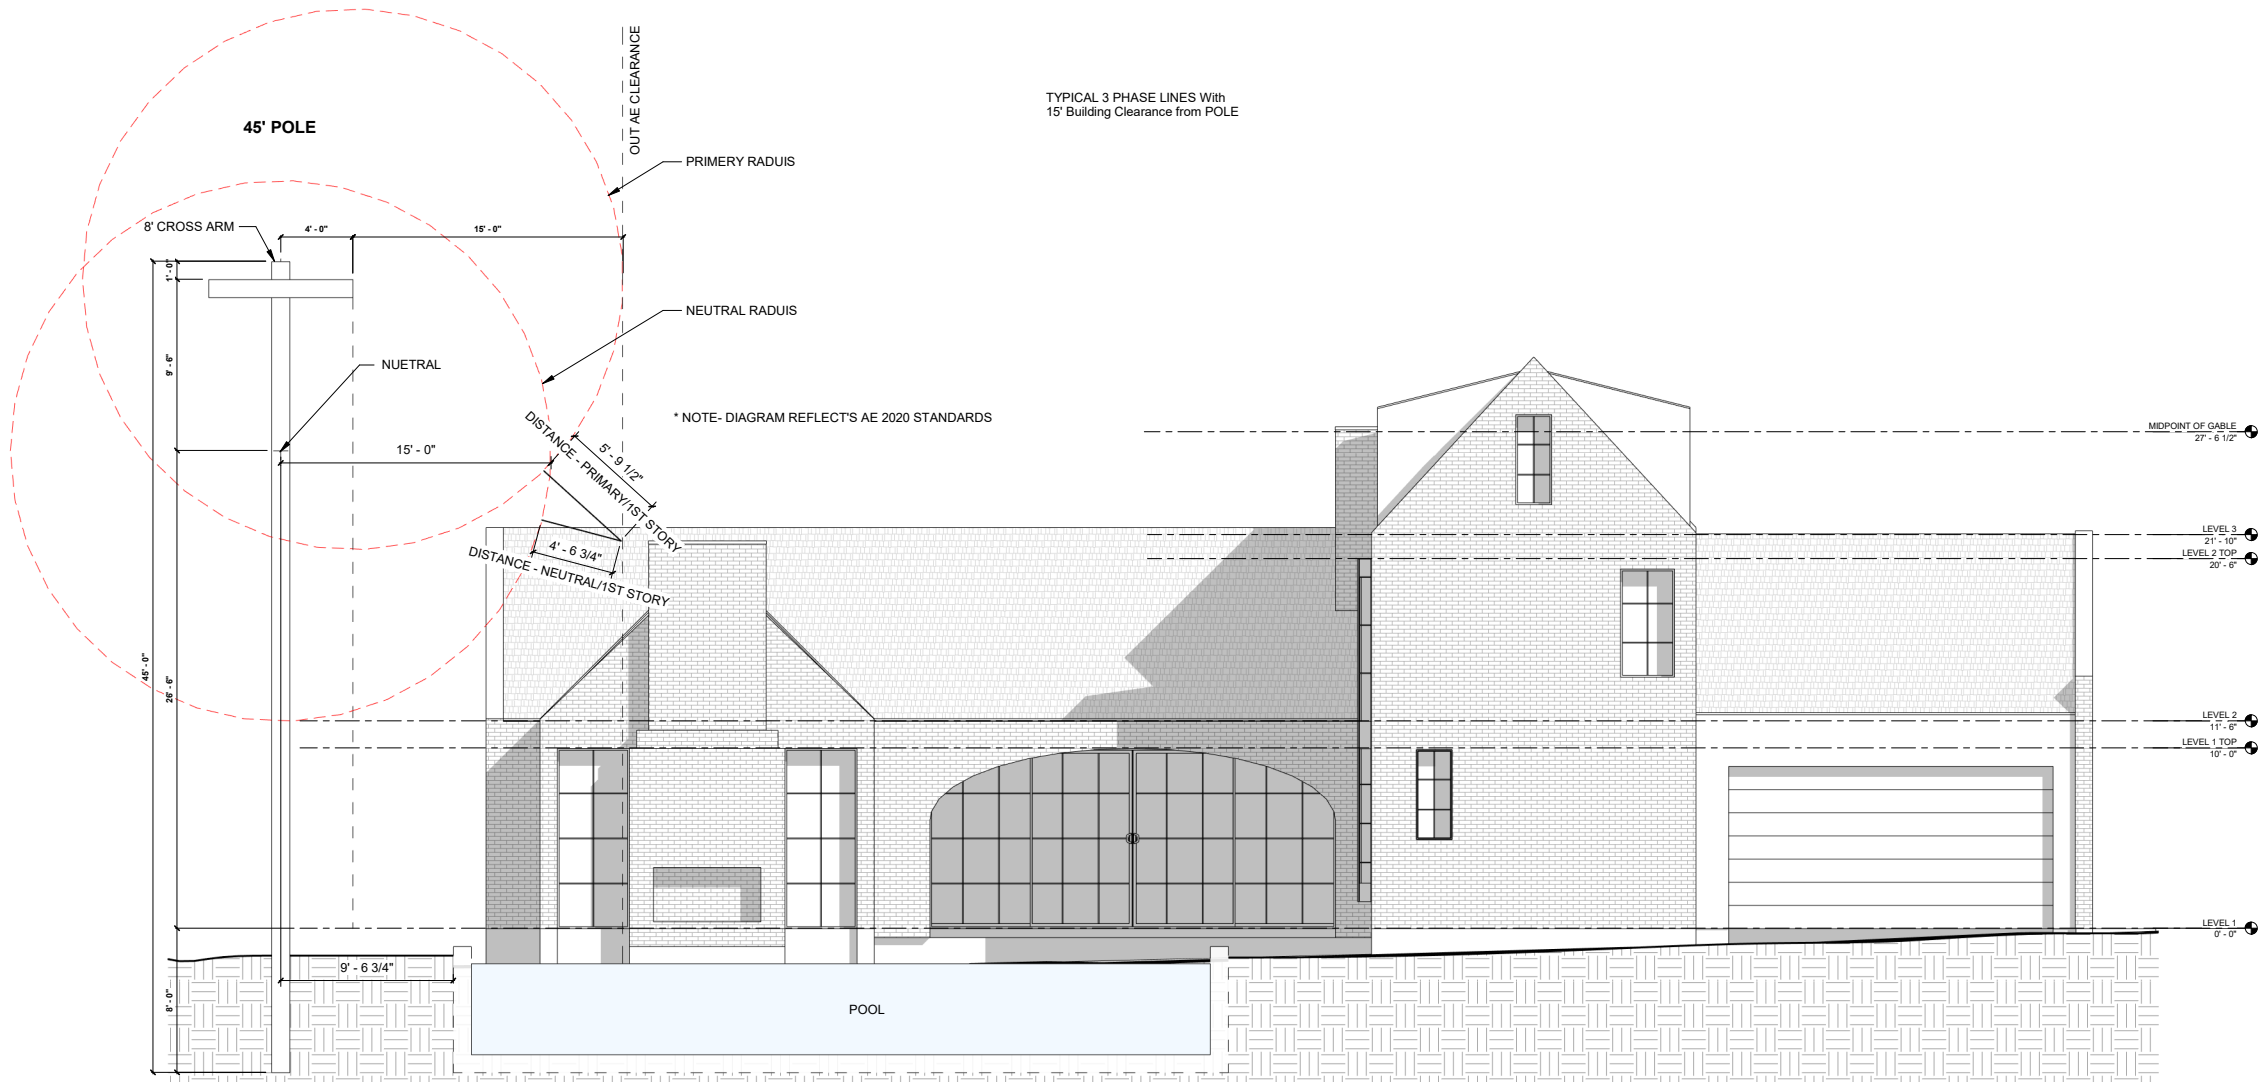 OUT AE CLEARANCE
TYPICAL 3 PHASE LINES With
15' Building Clearance from POLE
45' POLE
PRIMERY RADUIS
8' CROSS ARM
4' - 0"
15' - 0"
1' - 0"
NEUTRAL RADUIS
9' - 6"
NUETRAL
* NOTE- DIAGRAM REFLECT'S AE 2020 STANDARDS
15' - 0"
5' - 9 1/2"
DISTANCE - PRIMARY/1ST STORY
4' - 6 3/4"
DISTANCE - NEUTRAL/1ST STORY
MIDPOINT OF GABLE
27' - 6 1/2"
LEVEL 3
21' - 10"
LEVEL 2 TOP
20' - 6"
45' - 0"
26' - 6"
LEVEL 2
11' - 6"
LEVEL 1 TOP
10' - 0"
LEVEL 1
0' - 0"
9' - 6 3/4"
8' - 0"
POOL